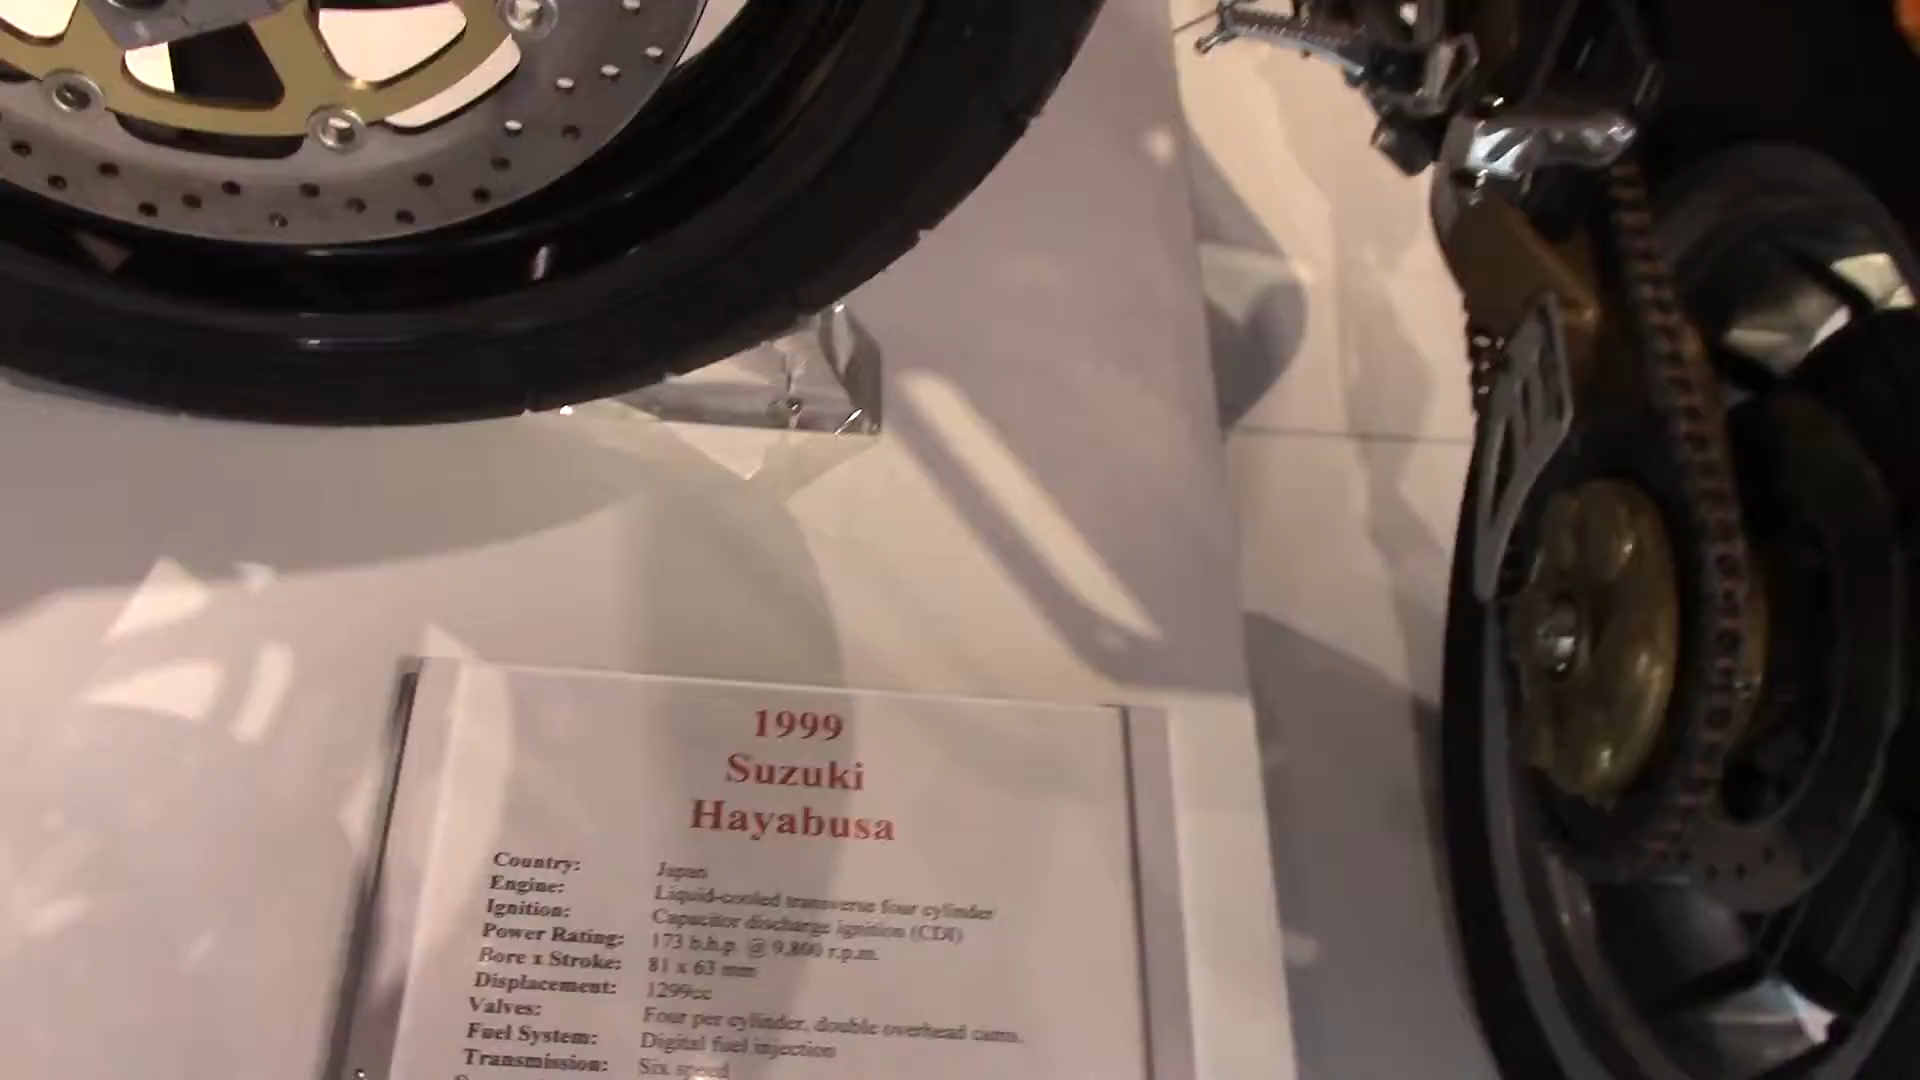 1999
Suzuki
Hayabusa
Country: Japan
Engine: Liquid-cooled transverse four cylinder
Ignition: Capacitor discharge ignition (CDI)
Power Rating: 173 b.h.p. @ 9,800 r.p.m.
Bore x Stroke: 81 x 63 mm
Displacement: 1299cc
Valves: Four per cylinder, double overhead cams.
Fuel System: Digital fuel injection
Transmission: Six speed